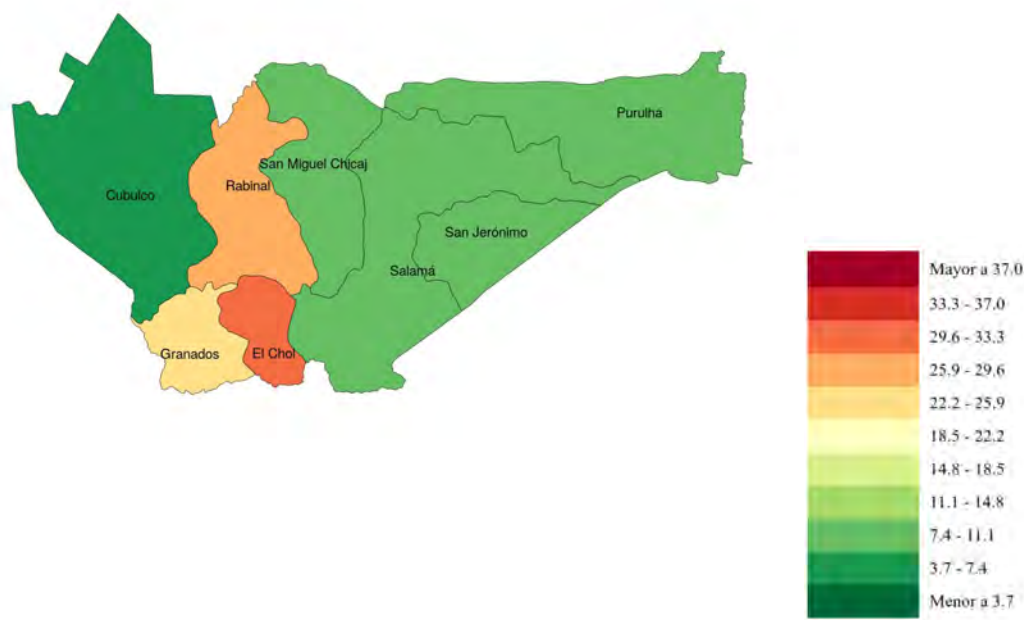 Purulha
San Miguel Chicaj
Rabinal
Cubulco
San Jerónimo
Salamá
Granados
El Chol
Mayor a 37.0
33.3 - 37.0
29.6 - 33.3
25.9 - 29.6
22.2 - 25.9
18.5 - 22.2
14.8 - 18.5
11.1 - 14.8
7.4 - 11.1
3.7 - 7.4
Menor a 3.7